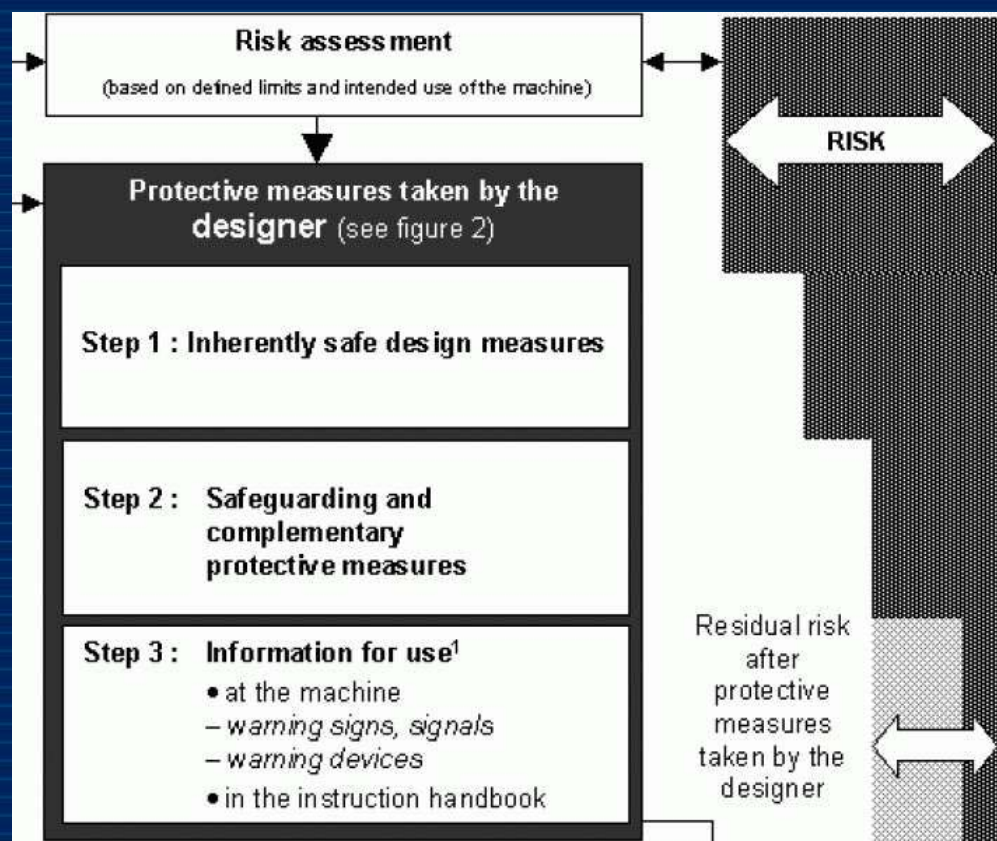 Risk assessment
(based on defined limits and intended use of the machine)
RISK
Protective measures taken by the
designer (see figure 2)
Step 1 : Inherently safe design measures
Step 2 : Safeguarding and
complementary
protective measures
Step 3 : Information for use¹
• at the machine
– warning signs, signals
– warning devices
• in the instruction handbook
Residual risk
after
protective
measures
taken by the
designer